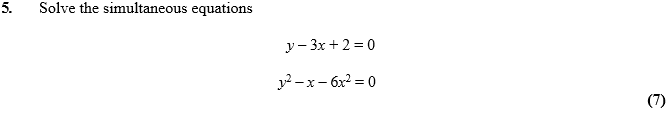 5. Solve the simultaneous equations
y – 3x + 2 = 0
y² – x – 6x² = 0
(7)